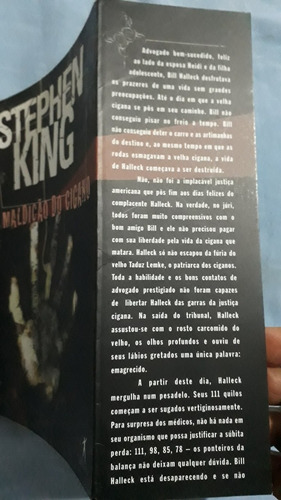 STEPHEN
KING
MALDIÇÃO DO CIGANO
Advogado bem-sucedido, feliz
ao lado da esposa Heidi e da filha
adolescente, Bill Halleck desfrutava
os prazeres de uma vida sem grandes
preocupações. Até o dia em que a velha
cigana se pôs em seu caminho. Bill não
conseguiu pisar no freio a tempo. Bill
não conseguiu deter o carro e as artimanhas
do destino e, ao mesmo tempo em que as
rodas esmagavam a velha cigana, a vida
de Halleck começava a ser destruída.
Não, não foi a implacável justiça
americana que pôs fim aos dias felizes do
complacente Halleck. Na verdade, no júri,
todos foram muito compreensivos com o
bom amigo Bill e ele não precisou pagar
com sua liberdade pela vida da cigana que
matara. Halleck só não escapou da fúria do
velho Taduz Lemke, o patriarca dos ciganos.
Toda a habilidade e os bons contatos de
advogado prestigiado não foram capazes
de libertar Halleck das garras da justiça
cigana. Na saída do tribunal, Halleck
assustou-se com o rosto carcomido do
velho, os olhos profundos e ouviu de
seus lábios gretados uma única palavra:
emagrecido.
A partir deste dia, Halleck
mergulha num pesadelo. Seus 111 quilos
começam a ser sugados vertiginosamente.
Para surpresa dos médicos, não há nada em
seu organismo que possa justificar a súbita
perda: 111, 98, 85, 78 – os ponteiros da
balança não deixam qualquer dúvida. Bill
Halleck está desaparecendo e se não